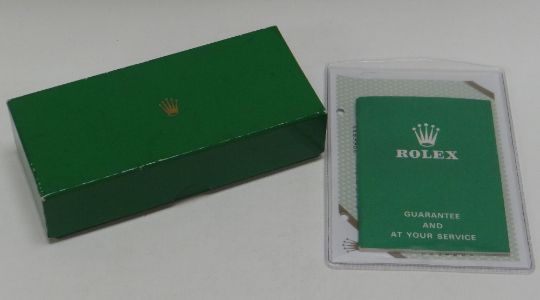 ROLEX
GUARANTEE
AND
AT YOUR SERVICE